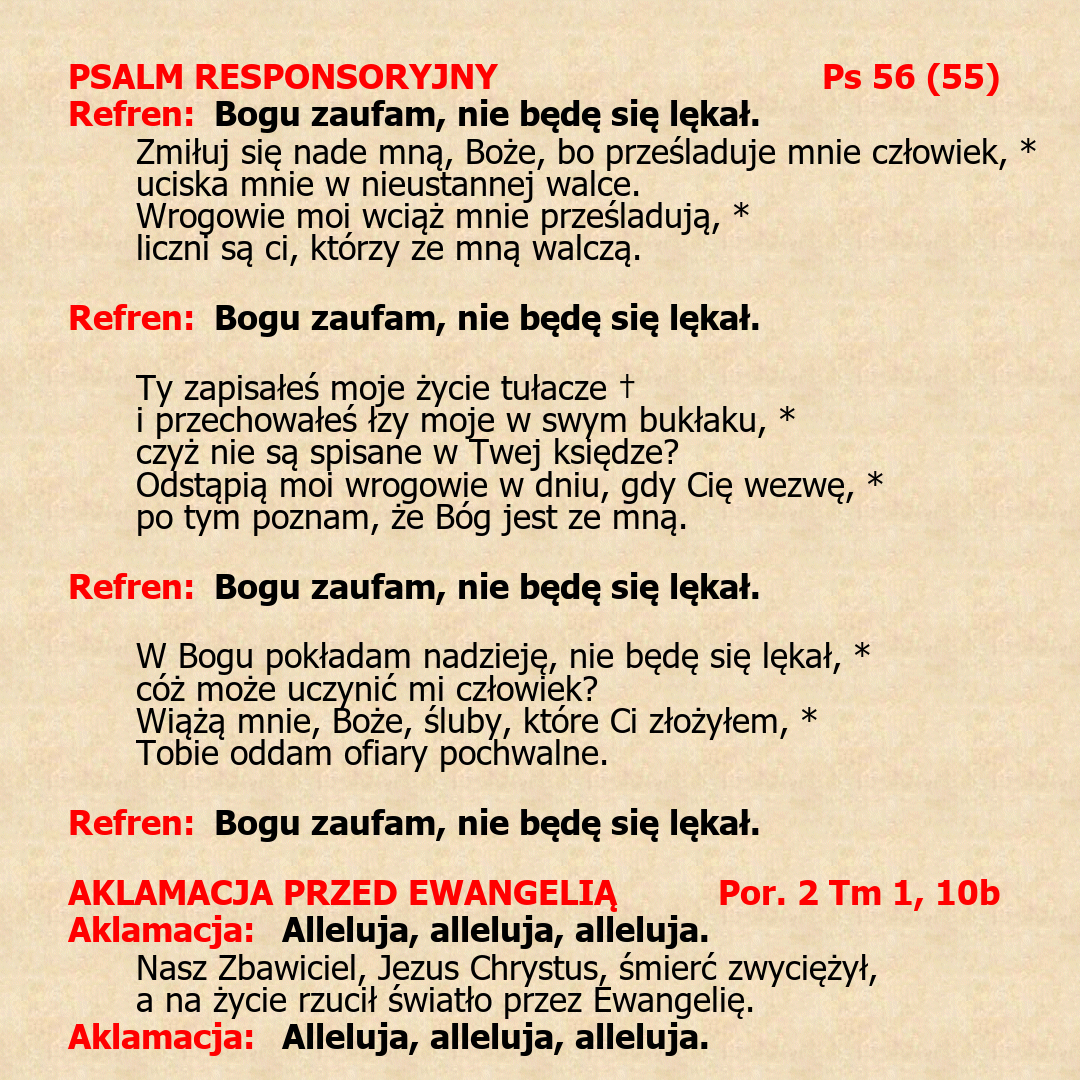 PSALM RESPONSORYJNY Ps 56 (55)
Refren: Bogu zaufam, nie będę się lękał.
Zmiłuj się nade mną, Boże, bo prześladuje mnie człowiek, *
uciska mnie w nieustannej walce.
Wrogowie moi wciąż mnie prześladują, *
liczni są ci, którzy ze mną walczą.
Refren: Bogu zaufam, nie będę się lękał.
Ty zapisałeś moje życie tułacze †
i przechowałeś łzy moje w swym bukłaku, *
czyż nie są spisane w Twej księdze?
Odstąpią moi wrogowie w dniu, gdy Cię wezwę, *
po tym poznam, że Bóg jest ze mną.
Refren: Bogu zaufam, nie będę się lękał.
W Bogu pokładam nadzieję, nie będę się lękał, *
cóż może uczynić mi człowiek?
Wiążą mnie, Boże, śluby, które Ci złożyłem, *
Tobie oddam ofiary pochwalne.
Refren: Bogu zaufam, nie będę się lękał.
AKLAMACJA PRZED EWANGELIĄ Por. 2 Tm 1, 10b
Aklamacja: Alleluja, alleluja, alleluja.
Nasz Zbawiciel, Jezus Chrystus, śmierć zwyciężył,
a na życie rzucił światło przez Ewangelię.
Aklamacja: Alleluja, alleluja, alleluja.